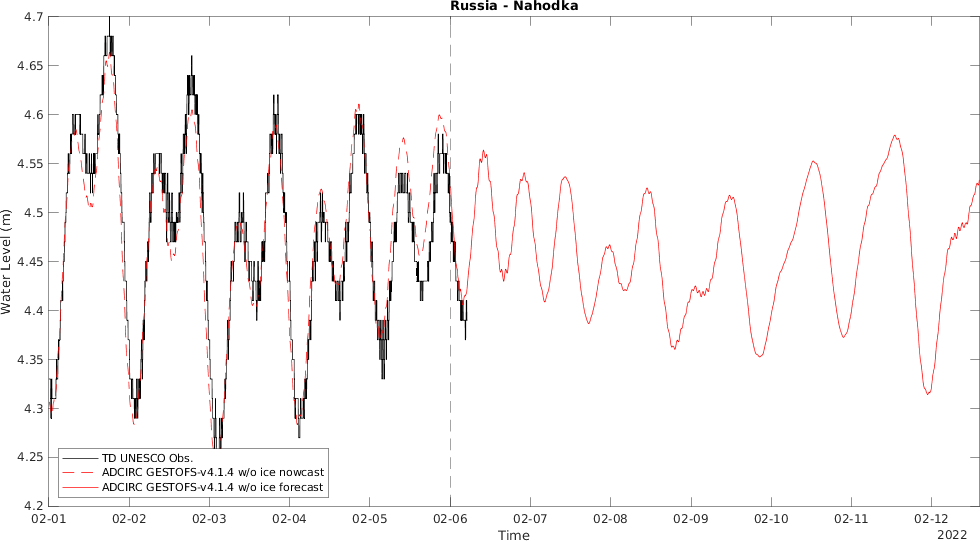 Russia - Nahodka
4.7
4.65
4.6
4.55
4.5
4.45
4.4
4.35
4.3
4.25
4.2
Water Level (m)
TD UNESCO Obs.
ADCIRC GESTOFS-v4.1.4 w/o ice nowcast
ADCIRC GESTOFS-v4.1.4 w/o ice forecast
02-01 02-02 02-03 02-04 02-05 02-06 02-07 02-08 02-09 02-10 02-11 02-12
Time
2022